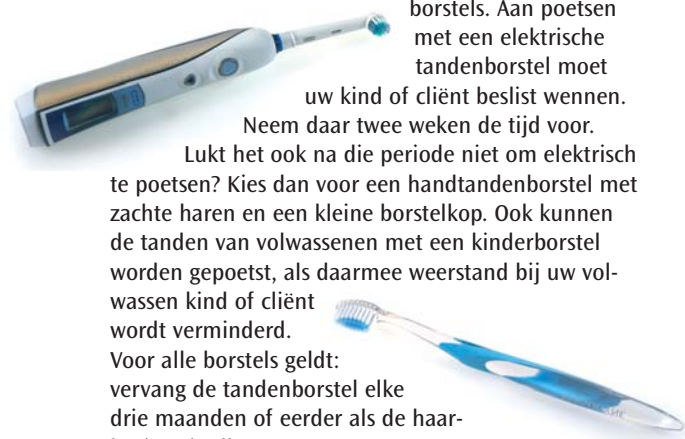 borstels. Aan poetsen
met een elektrische
tandenborstel moet
uw kind of cliënt beslist wennen.
Neem daar twee weken de tijd voor.
Lukt het ook na die periode niet om elektrisch
te poetsen? Kies dan voor een handtandenborstel met
zachte haren en een kleine borstelkop. Ook kunnen
de tanden van volwassenen met een kinderborstel
worden gepoetst, als daarmee weerstand bij uw vol-
wassen kind of cliënt
wordt verminderd.
Voor alle borstels geldt:
vervang de tandenborstel elke
drie maanden of eerder als de haar-